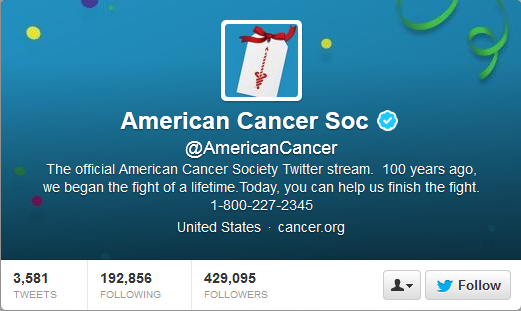 American Cancer Soc
@AmericanCancer
The official American Cancer Society Twitter stream. 100 years ago,
we began the fight of a lifetime.Today, you can help us finish the fight.
1-800-227-2345
United States · cancer.org
3,581 192,856 429,095
TWEETS FOLLOWING FOLLOWERS
Follow